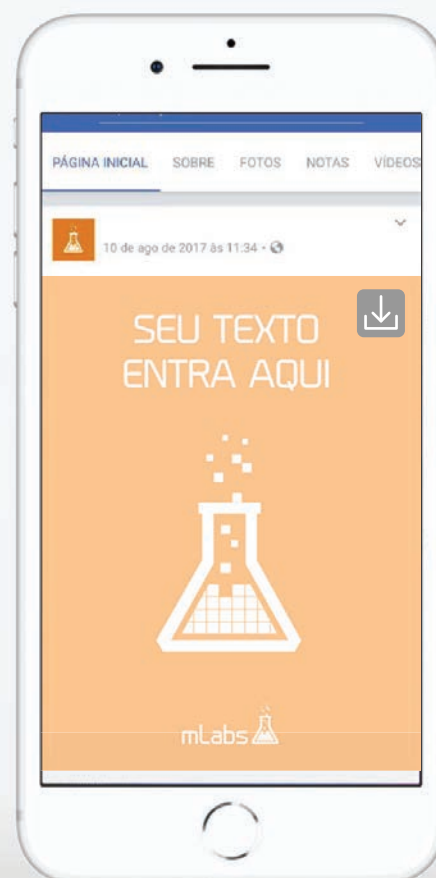 PÁGINA INICIAL SOBRE FOTOS NOTAS VÍDEOS
10 de ago de 2017 às 11:34
SEU TEXTO
ENTRA AQUI
mLabs